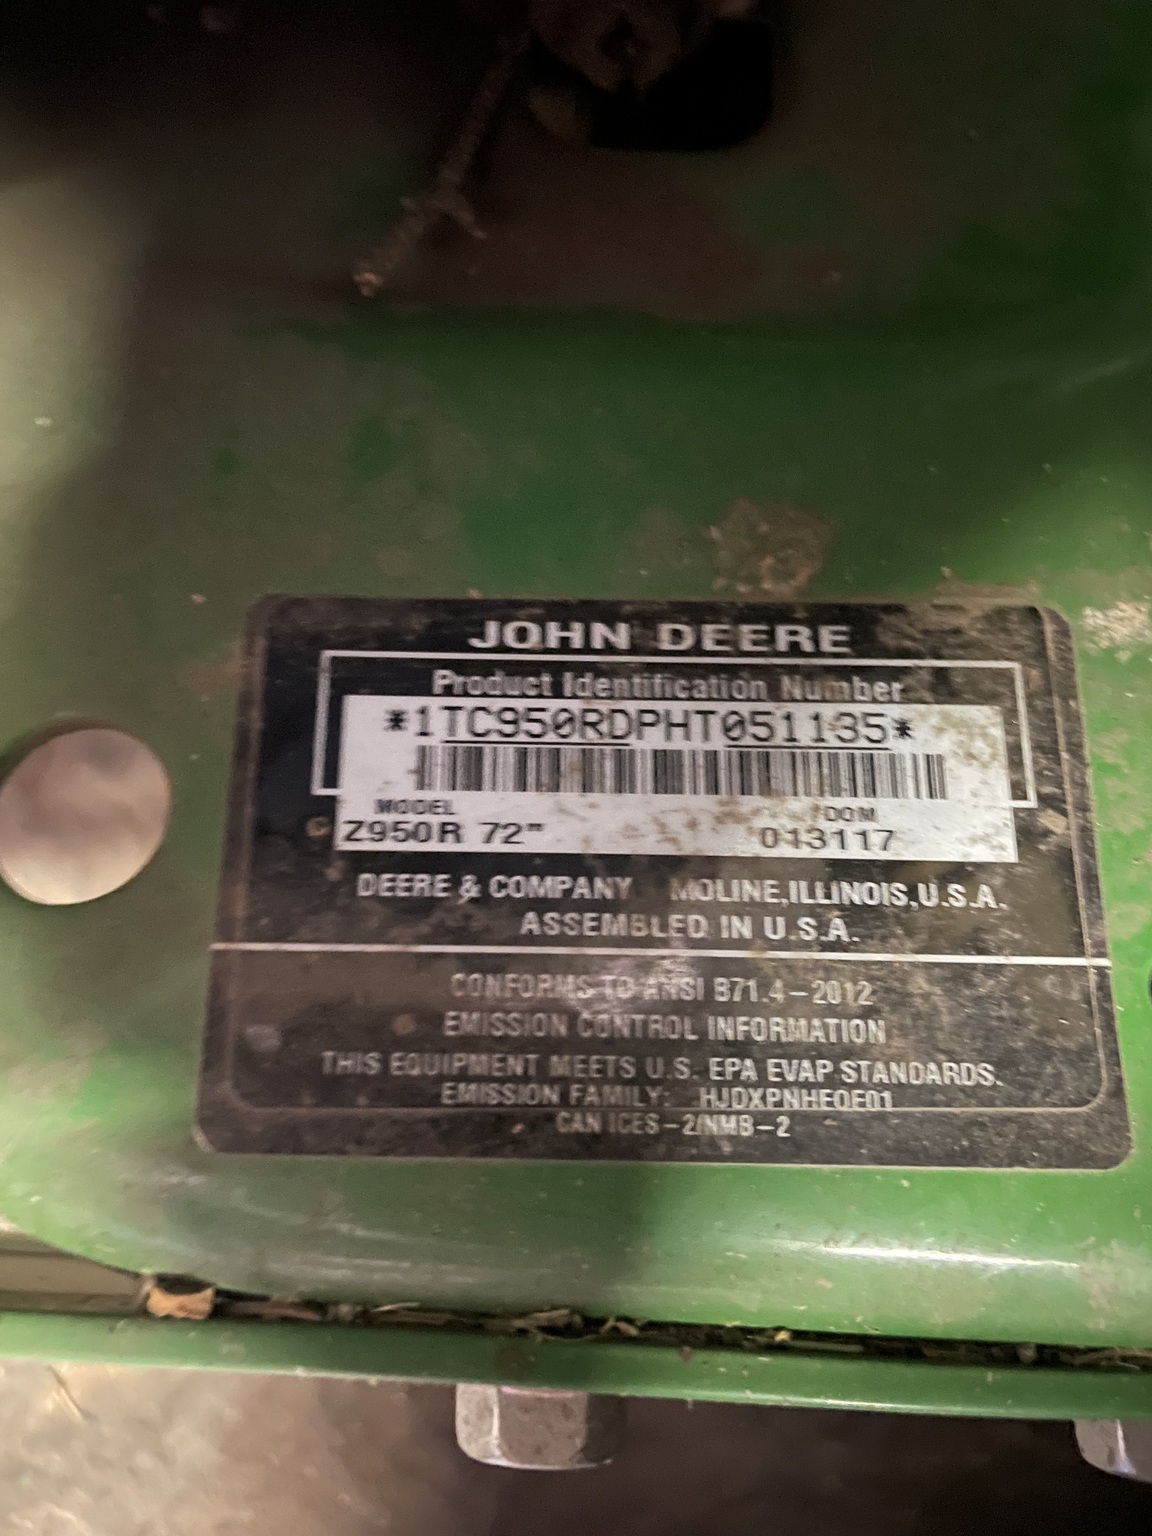 JOHN DEERE
Product Identification Number
*1TC950RDPHT051135*
MODEL DOM
Z950R 72" 013117
DEERE & COMPANY MOLINE,ILLINOIS,U.S.A.
ASSEMBLED IN U.S.A.
CONFORMS TO ANSI B71.4-2012
EMISSION CONTROL INFORMATION
THIS EQUIPMENT MEETS U.S. EPA EVAP STANDARDS.
EMISSION FAMILY: HJDXPNHEQE01
CAN ICES-2/NMB-2